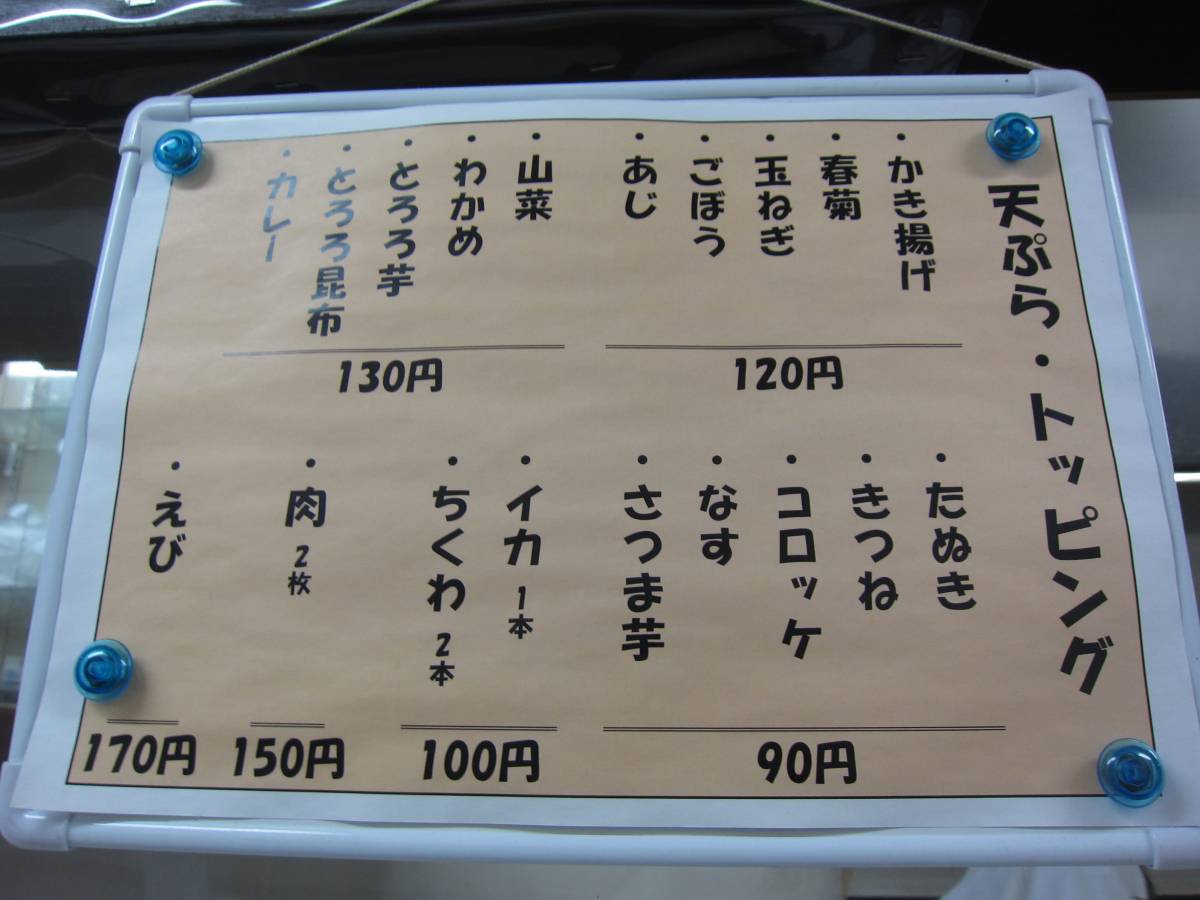 天ぷら・トッピング
・かき揚げ
・春菊
・玉ねぎ
・ごぼう
・あじ
120円
・山菜
・わかめ
・とろろ芋
・とろろ昆布
・カレー
130円
・たぬき
・きつね
・コロッケ
・なす
・さつま芋
90円
・イカ 1本
・ちくわ 2本
100円
・肉 2枚
150円
・えび
170円